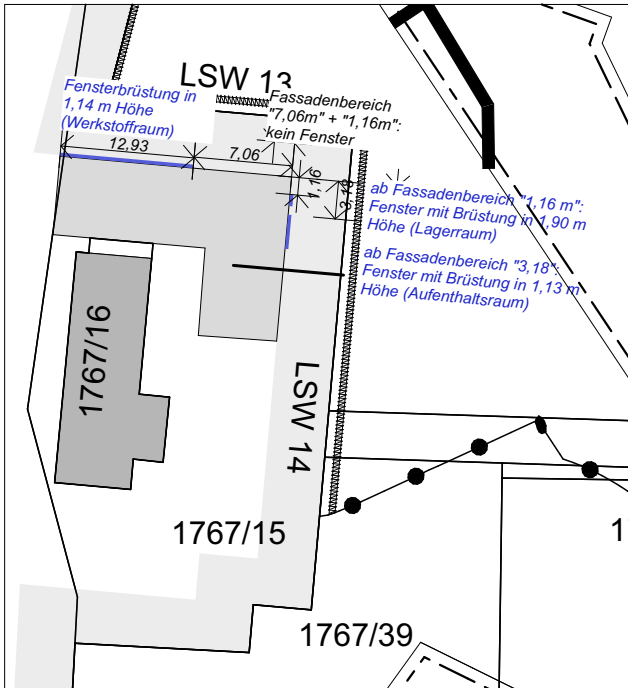 LSW 13
Fensterbrüstung in
1,14 m Höhe
(Werkstoffraum)
Fassadenbereich
"7,06m" + "1,16m":
kein Fenster
12,93
7,06
1,16
3,18
ab Fassadenbereich "1,16 m":
Fenster mit Brüstung in 1,90 m
Höhe (Lagerraum)
ab Fassadenbereich "3,18":
Fenster mit Brüstung in 1,13 m
Höhe (Aufenthaltsraum)
1767/16
LSW 14
1767/15
1
1767/39